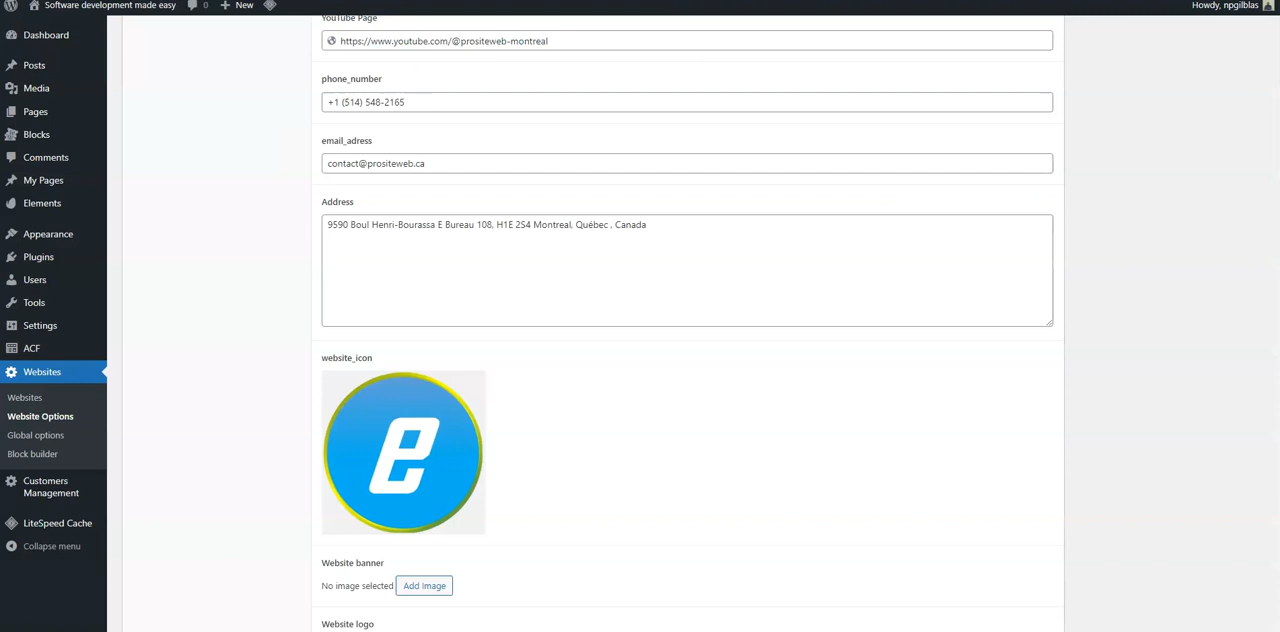 Software development made easy
0
New
Howdy, npgilblas
Dashboard
Posts
Media
Pages
Blocks
Comments
My Pages
Elements
Appearance
Plugins
Users
Tools
Settings
ACF
Websites
Websites
Website Options
Global options
Block builder
Customers
Management
LiteSpeed Cache
Collapse menu
YouTube Page
https://www.youtube.com/@prositeweb-montreal
phone_number
+1 (514) 548-2165
email_adress
contact@prositeweb.ca
Address
9590 Boul Henri-Bourassa E Bureau 108, H1E 2S4 Montreal, Québec , Canada
website_icon
e
Website banner
No image selected Add Image
Website logo